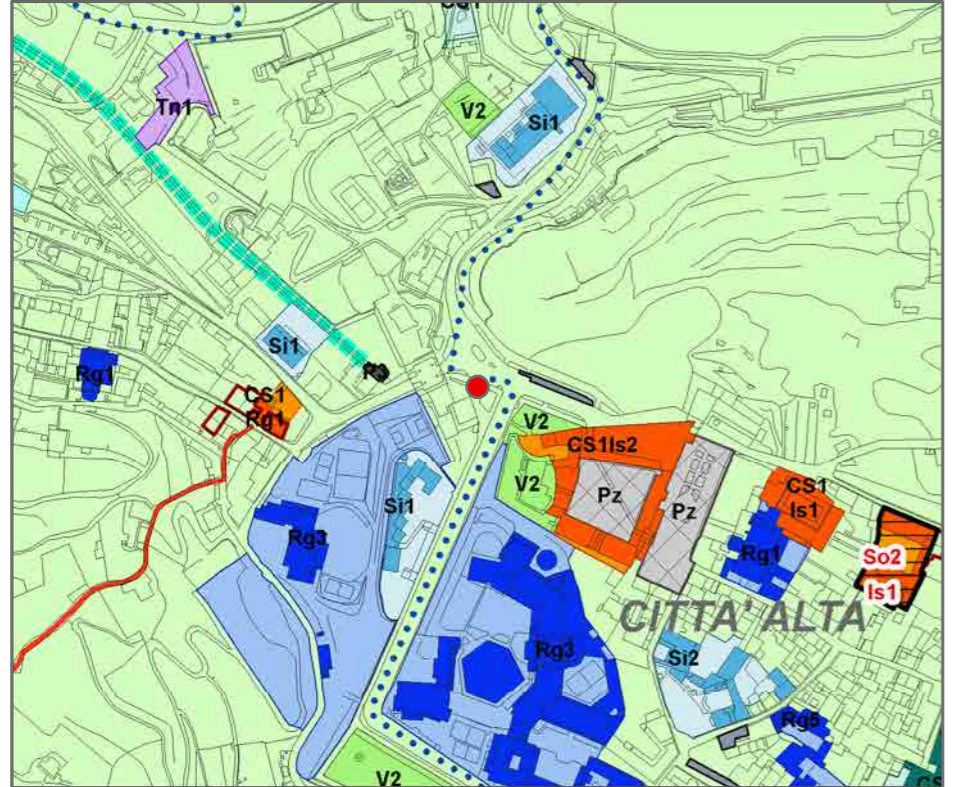 Tn1
V2
Si1
Si1
Rg1
CS1
Rg1
V2
CS1Is2
V2
Pz
Pz
CS1
Is1
Rg1
So2
Is1
Si1
Rg3
CITTA' ALTA
Rg3
Si2
Rg5
V2